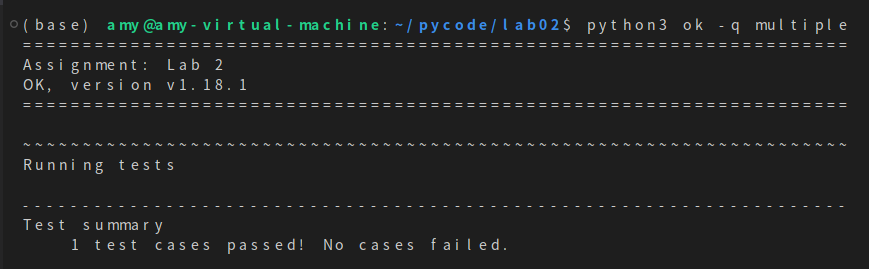 (base) amy@amy-virtual-machine:~/pycode/lab02$ python3 ok -q multiple
=====================================================================
Assignment: Lab 2
OK, version v1.18.1
=====================================================================
~~~~~~~~~~~~~~~~~~~~~~~~~~~~~~~~~~~~~~~~~~~~~~~~~~~~~~~~~~~~~~~~~~~~~
Running tests
---------------------------------------------------------------------
Test summary
    1 test cases passed! No cases failed.